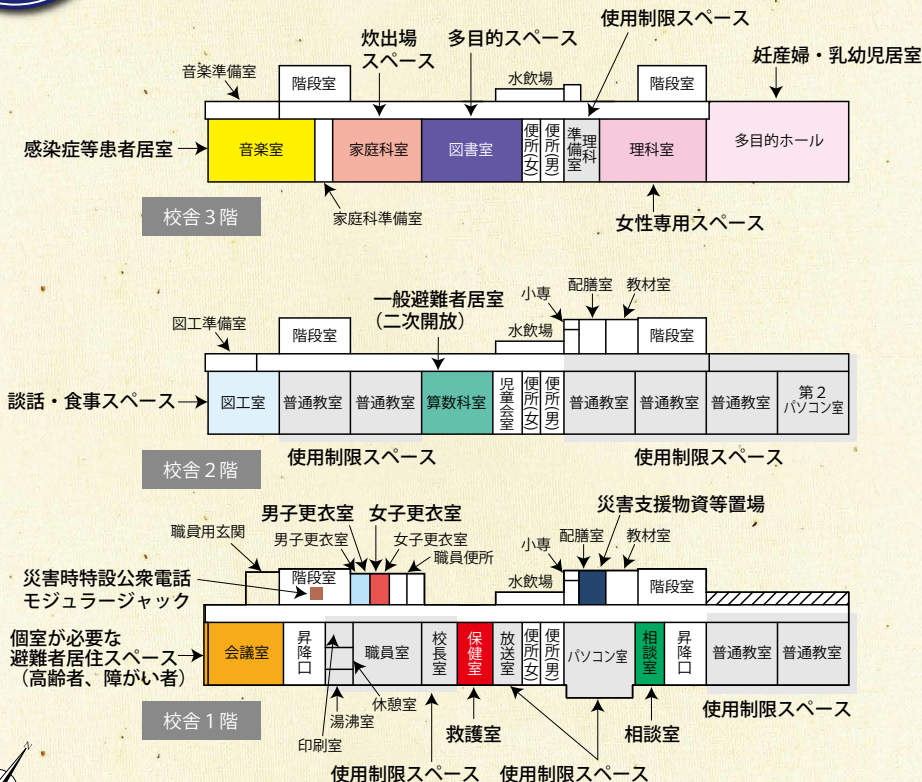 使用制限スペース
炊出場
スペース
多目的スペース
妊産婦・乳幼児居室
音楽準備室
階段室
水飲場
階段室
感染症等患者居室
音楽室
家庭科室
図書室
便所(女)
便所(男)
理科
準備室
理科室
多目的ホール
校舎3階
家庭科準備室
女性専用スペース
一般避難者居室
(二次開放)
小専
配膳室
教材室
図工準備室
階段室
水飲場
階段室
談話・食事スペース
図工室
普通教室
普通教室
算数科室
児童会室
便所(女)
便所(男)
普通教室
普通教室
普通教室
第2
パソコン室
校舎2階
使用制限スペース
使用制限スペース
男子更衣室
女子更衣室
災害支援物資等置場
職員用玄関
男子更衣室
女子更衣室
職員便所
小専
配膳室
教材室
災害時特設公衆電話
モジュラージャック
階段室
水飲場
階段室
個室が必要な
避難者居住スペース
(高齢者、障がい者)
会議室
昇降口
職員室
校長室
保健室
放送室
便所(女)
便所(男)
パソコン室
相談室
昇降口
普通教室
普通教室
校舎1階
湯沸室
休憩室
印刷室
救護室
相談室
使用制限スペース
使用制限スペース
使用制限スペース
N